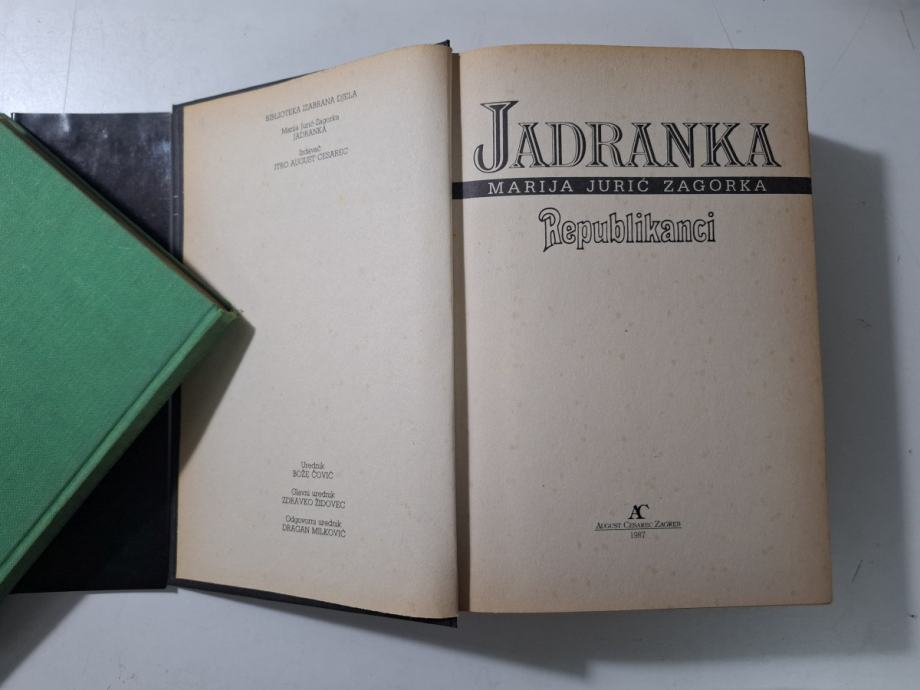 BIBLIOTEKA IZABRANA DJELA
Marija Jurić-Zagorka
JADRANKA
Izdavač
ITRO AUGUST CESAREC
Urednik
BOŽE ČOVIĆ
Glavni urednik
ZDRAVKO ŽIDOVEC
Odgovorni urednik
DRAGAN MILKOVIĆ
JADRANKA
MARIJA JURIĆ ZAGORKA
Republikanci
AC
AUGUST CESAREC ZAGREB
1987